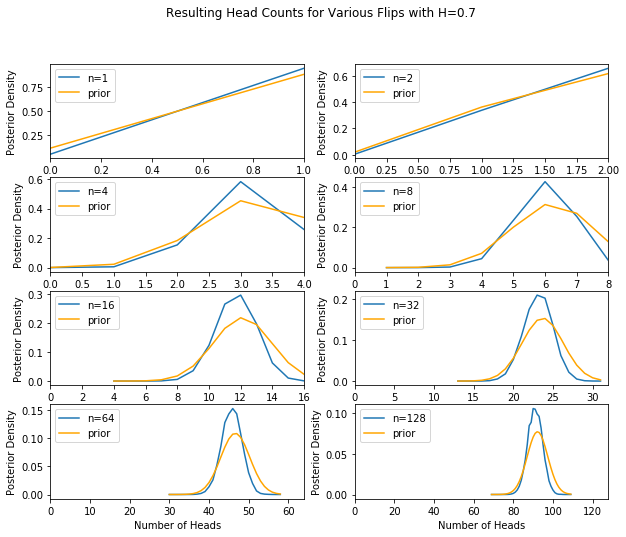 Resulting Head Counts for Various Flips with H=0.7
Posterior Density
0.75
0.50
0.25
n=1
prior
0.0 0.2 0.4 0.6 0.8 1.0
Posterior Density
0.6
0.4
0.2
0.0
n=2
prior
0.00 0.25 0.50 0.75 1.00 1.25 1.50 1.75 2.00
Posterior Density
0.6
0.4
0.2
0.0
n=4
prior
0.0 0.5 1.0 1.5 2.0 2.5 3.0 3.5 4.0
Posterior Density
0.4
0.2
0.0
n=8
prior
0 1 2 3 4 5 6 7 8
Posterior Density
0.3
0.2
0.1
0.0
n=16
prior
0 2 4 6 8 10 12 14 16
Posterior Density
0.2
0.1
0.0
n=32
prior
0 5 10 15 20 25 30
Posterior Density
0.15
0.10
0.05
0.00
n=64
prior
0 10 20 30 40 50 60
Number of Heads
Posterior Density
0.10
0.05
0.00
n=128
prior
0 20 40 60 80 100 120
Number of Heads